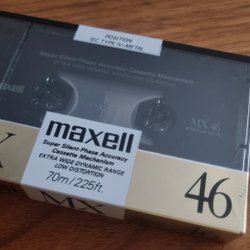 POSITION
IEC TYPE IV•METAL
Super Silent-Phase Accuracy Cassette Mechanism
maxell
MX 46
maxell
Super Silent-Phase Accuracy
Cassette Mechanism
EXTRA WIDE DYNAMIC RANGE
LOW DISTORTION
70m/225ft.
X
MX
46